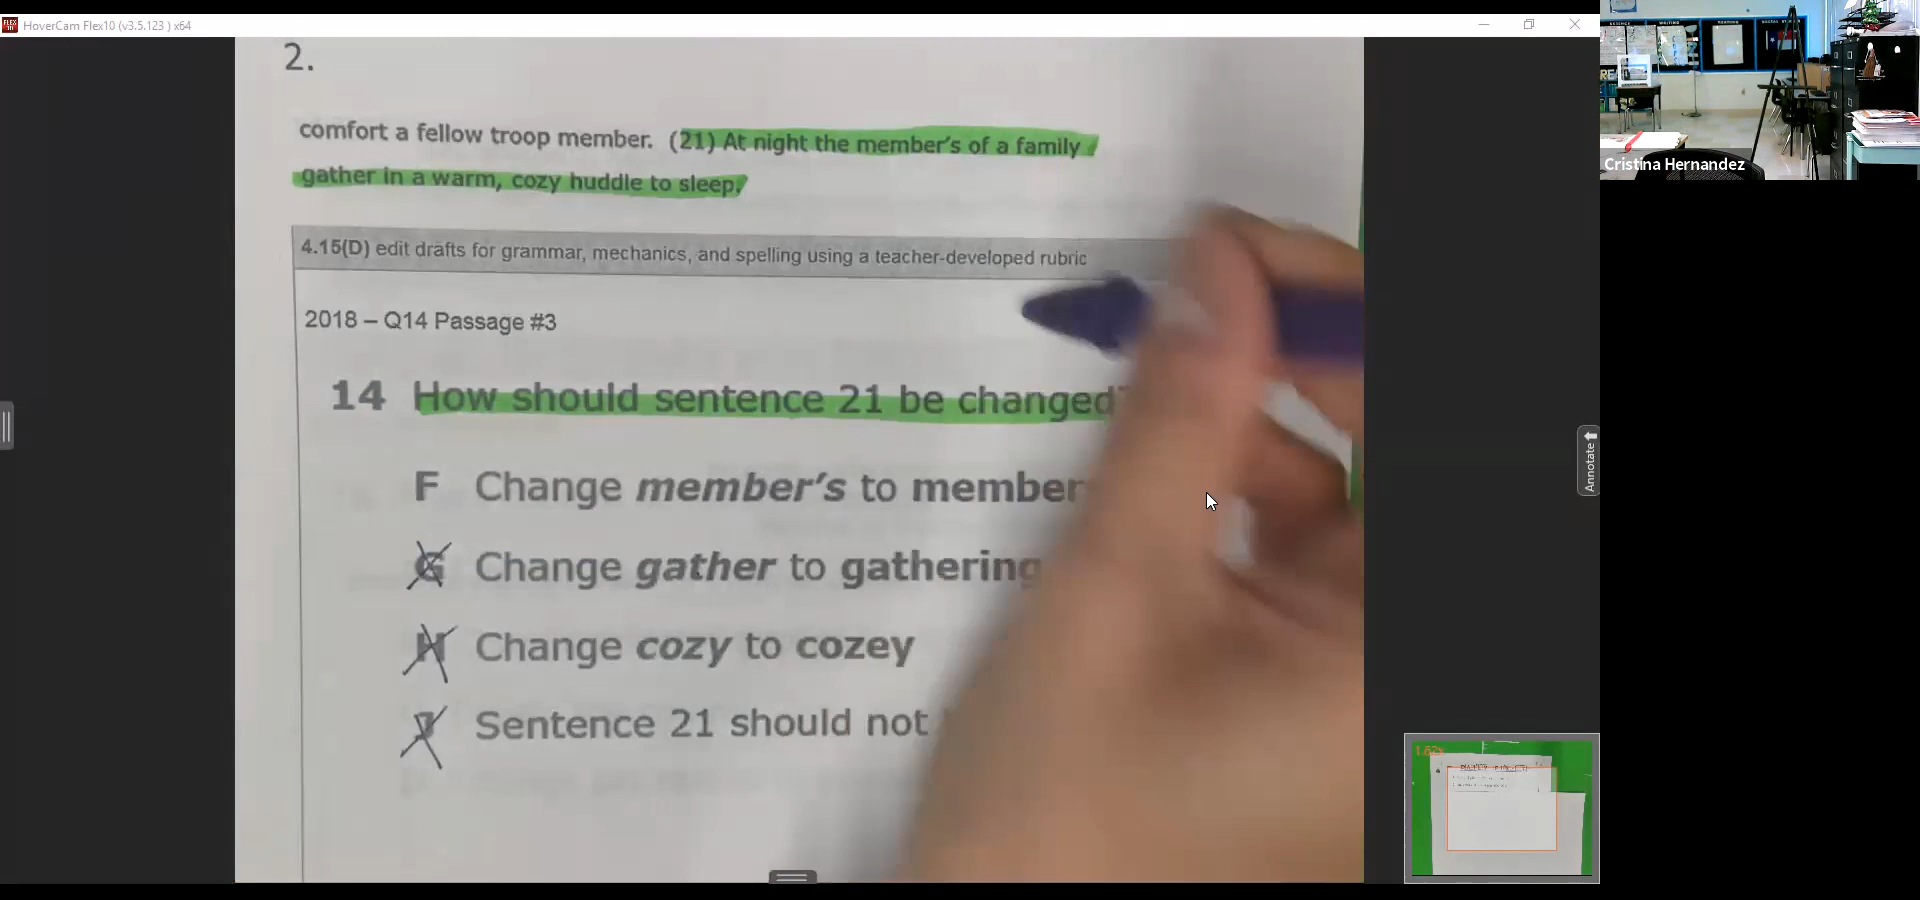 HoverCam Flex10 (v3.5.123 ) x64
2.
comfort a fellow troop member. (21) At night the member's of a family
gather in a warm, cozy huddle to sleep.
4.15(D) edit drafts for grammar, mechanics, and spelling using a teacher-developed rubric
2018 – Q14 Passage #3
14 How should sentence 21 be changed?
F Change member's to member
G Change gather to gathering
H Change cozy to cozey
J Sentence 21 should not
Annotate
Cristina Hernandez